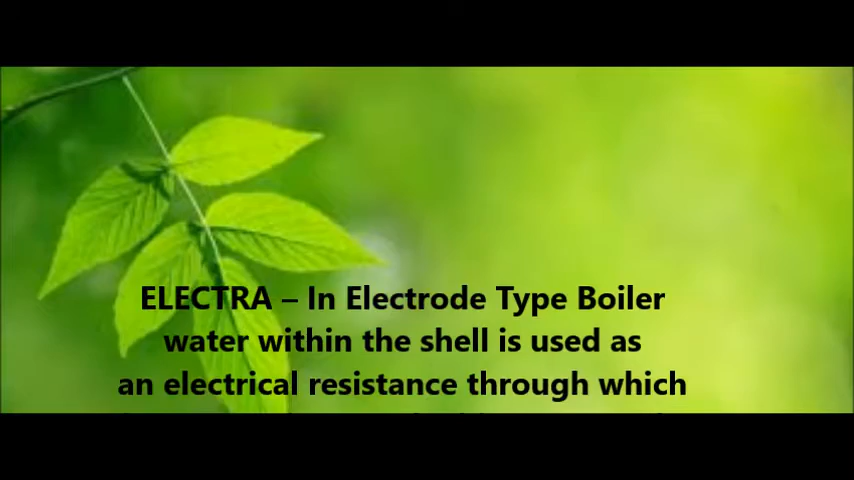 ELECTRA – In Electrode Type Boiler
water within the shell is used as
an electrical resistance through which